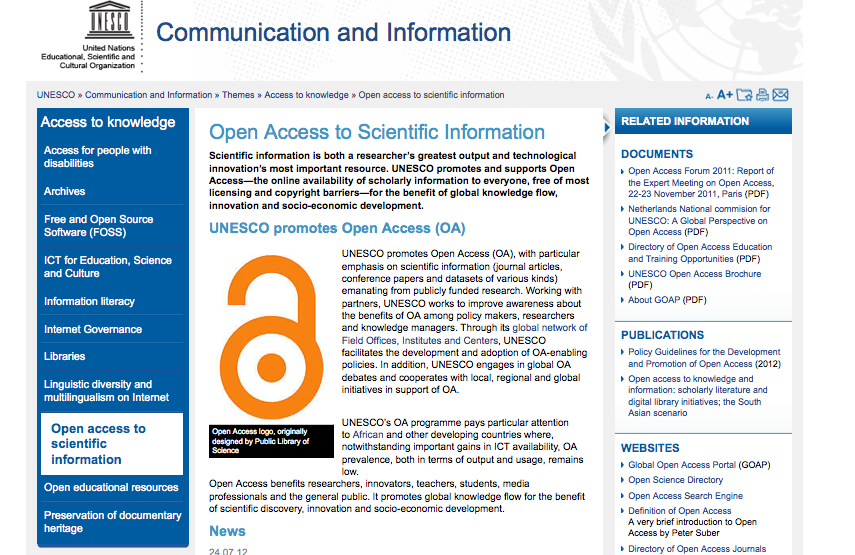 UNESCO
United Nations
Educational, Scientific and
Cultural Organization
Communication and Information
UNESCO » Communication and Information » Themes » Access to knowledge » Open access to scientific information
A- A+
Access to knowledge
Access for people with
disabilities
Archives
Free and Open Source
Software (FOSS)
ICT for Education, Science
and Culture
Information literacy
Internet Governance
Libraries
Linguistic diversity and
multilingualism on Internet
Open access to
scientific
information
Open educational resources
Preservation of documentary
heritage
Open Access to Scientific Information
Scientific information is both a researcher's greatest output and technological
innovation's most important resource. UNESCO promotes and supports Open
Access—the online availability of scholarly information to everyone, free of most
licensing and copyright barriers—for the benefit of global knowledge flow,
innovation and socio-economic development.
UNESCO promotes Open Access (OA)
UNESCO promotes Open Access (OA), with particular
emphasis on scientific information (journal articles,
conference papers and datasets of various kinds)
emanating from publicly funded research. Working with
partners, UNESCO works to improve awareness about
the benefits of OA among policy makers, researchers
and knowledge managers. Through its global network of
Field Offices, Institutes and Centers, UNESCO
facilitates the development and adoption of OA-enabling
policies. In addition, UNESCO engages in global OA
debates and cooperates with local, regional and global
initiatives in support of OA.
Open Access logo, originally
designed by Public Library of
Science
UNESCO's OA programme pays particular attention
to African and other developing countries where,
notwithstanding important gains in ICT availability, OA
prevalence, both in terms of output and usage, remains
low.
Open Access benefits researchers, innovators, teachers, students, media
professionals and the general public. It promotes global knowledge flow for the benefit
of scientific discovery, innovation and socio-economic development.
News
24.07.12
RELATED INFORMATION
DOCUMENTS
Open Access Forum 2011: Report of
the Expert Meeting on Open Access,
22-23 November 2011, Paris (PDF)
Netherlands National commision for
UNESCO: A Global Perspective on
Open Access (PDF)
Directory of Open Access Education
and Training Opportunities (PDF)
UNESCO Open Access Brochure
(PDF)
About GOAP (PDF)
PUBLICATIONS
Policy Guidelines for the Development
and Promotion of Open Access (2012)
Open access to knowledge and
information: scholarly literature and
digital library initiatives; the South
Asian scenario
WEBSITES
Global Open Access Portal (GOAP)
Open Science Directory
Open Access Search Engine
Definition of Open Access
A very brief introduction to Open
Access by Peter Suber
Directory of Open Access Journals